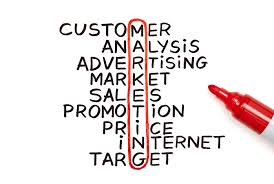 CUSTOMER
ANALYSIS
ADVERTISING
MARKET
SALES
PROMOTION
PRiCE
iNTERNET
TARGET